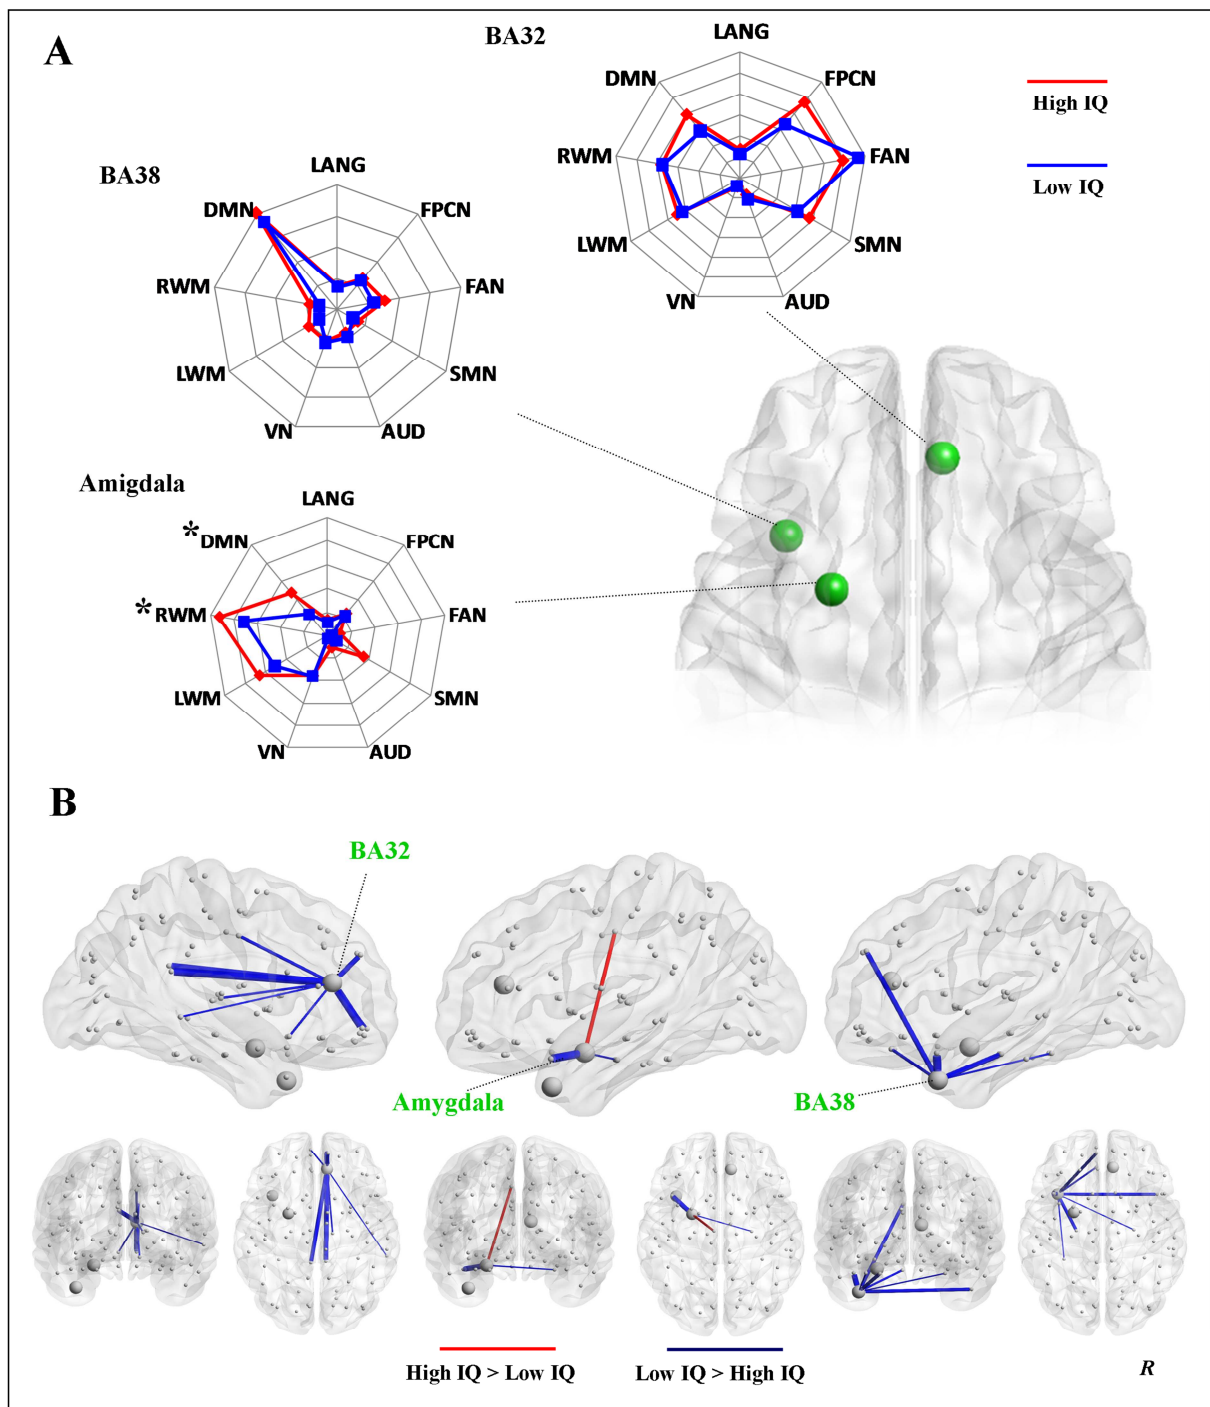 A
BA32
LANG
FPCN
FAN
SMN
AUD
VN
LWM
RWM
DMN
High IQ
Low IQ
BA38
LANG
FPCN
FAN
SMN
AUD
VN
LWM
RWM
DMN
Amigdala
LANG
FPCN
FAN
SMN
AUD
VN
LWM
*RWM
*DMN
B
BA32
Amygdala
BA38
High IQ > Low IQ
Low IQ > High IQ
R